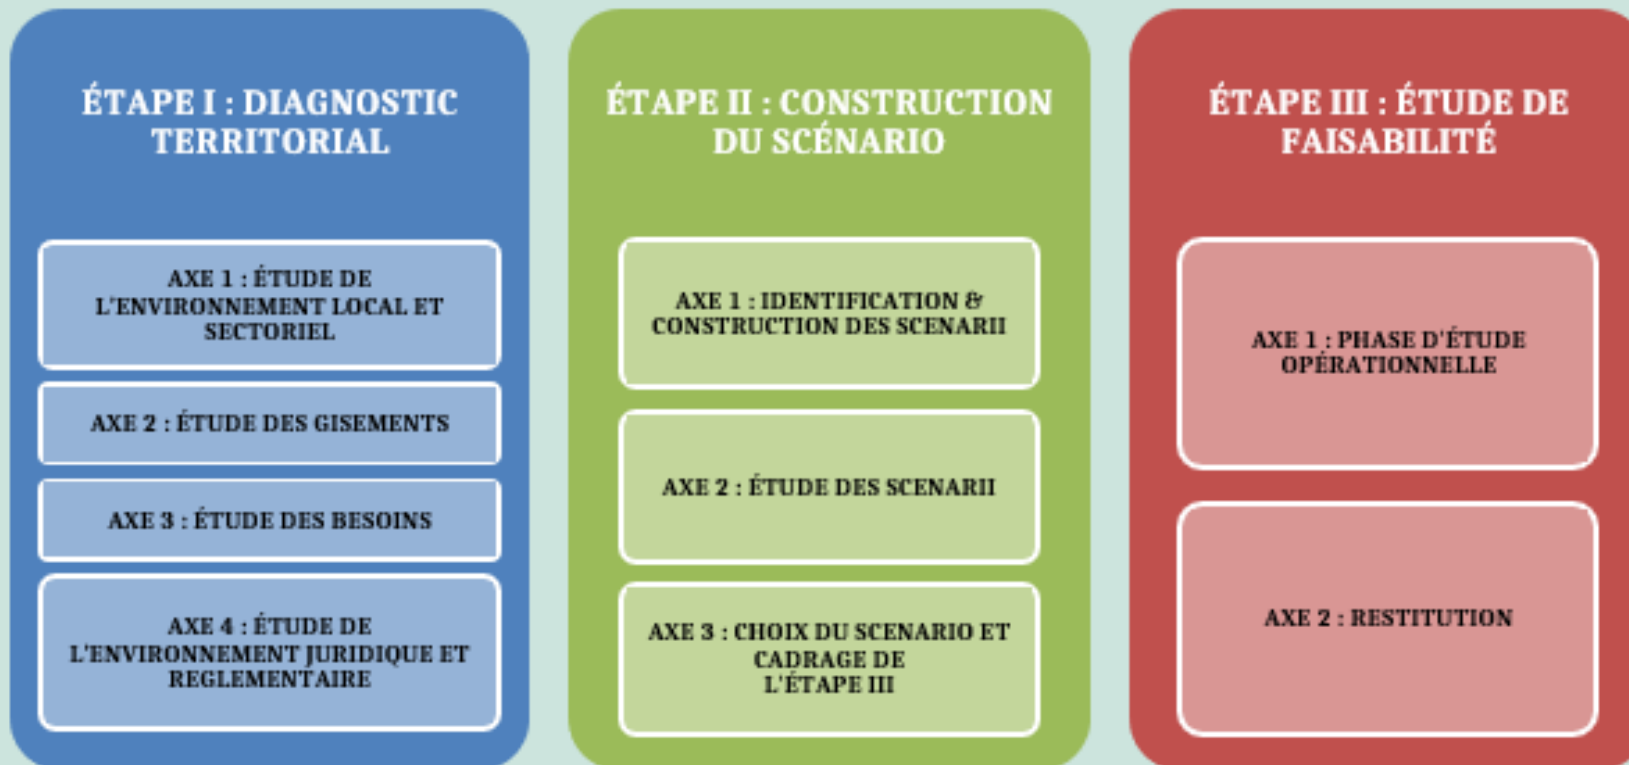 ÉTAPE I : DIAGNOSTIC
TERRITORIAL
AXE 1 : ÉTUDE DE
L'ENVIRONNEMENT LOCAL ET
SECTORIEL
AXE 2 : ÉTUDE DES GISEMENTS
AXE 3 : ÉTUDE DES BESOINS
AXE 4 : ÉTUDE DE
L'ENVIRONNEMENT JURIDIQUE ET
REGLEMENTAIRE
ÉTAPE II : CONSTRUCTION
DU SCÉNARIO
AXE 1 : IDENTIFICATION &
CONSTRUCTION DES SCENARII
AXE 2 : ÉTUDE DES SCENARII
AXE 3 : CHOIX DU SCENARIO ET
CADRAGE DE
L'ÉTAPE III
ÉTAPE III : ÉTUDE DE
FAISABILITÉ
AXE 1 : PHASE D'ÉTUDE
OPÉRATIONNELLE
AXE 2 : RESTITUTION